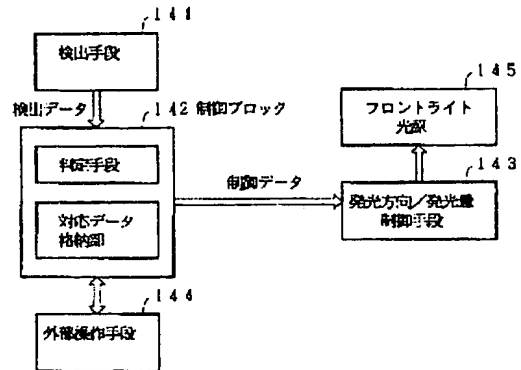 141
検出手段
検出データ
142 制御ブロック
判定手段
対応データ
格納部
制御データ
145
フロントライト
光源
143
発光方向／発光量
制御手段
144
外部操作手段